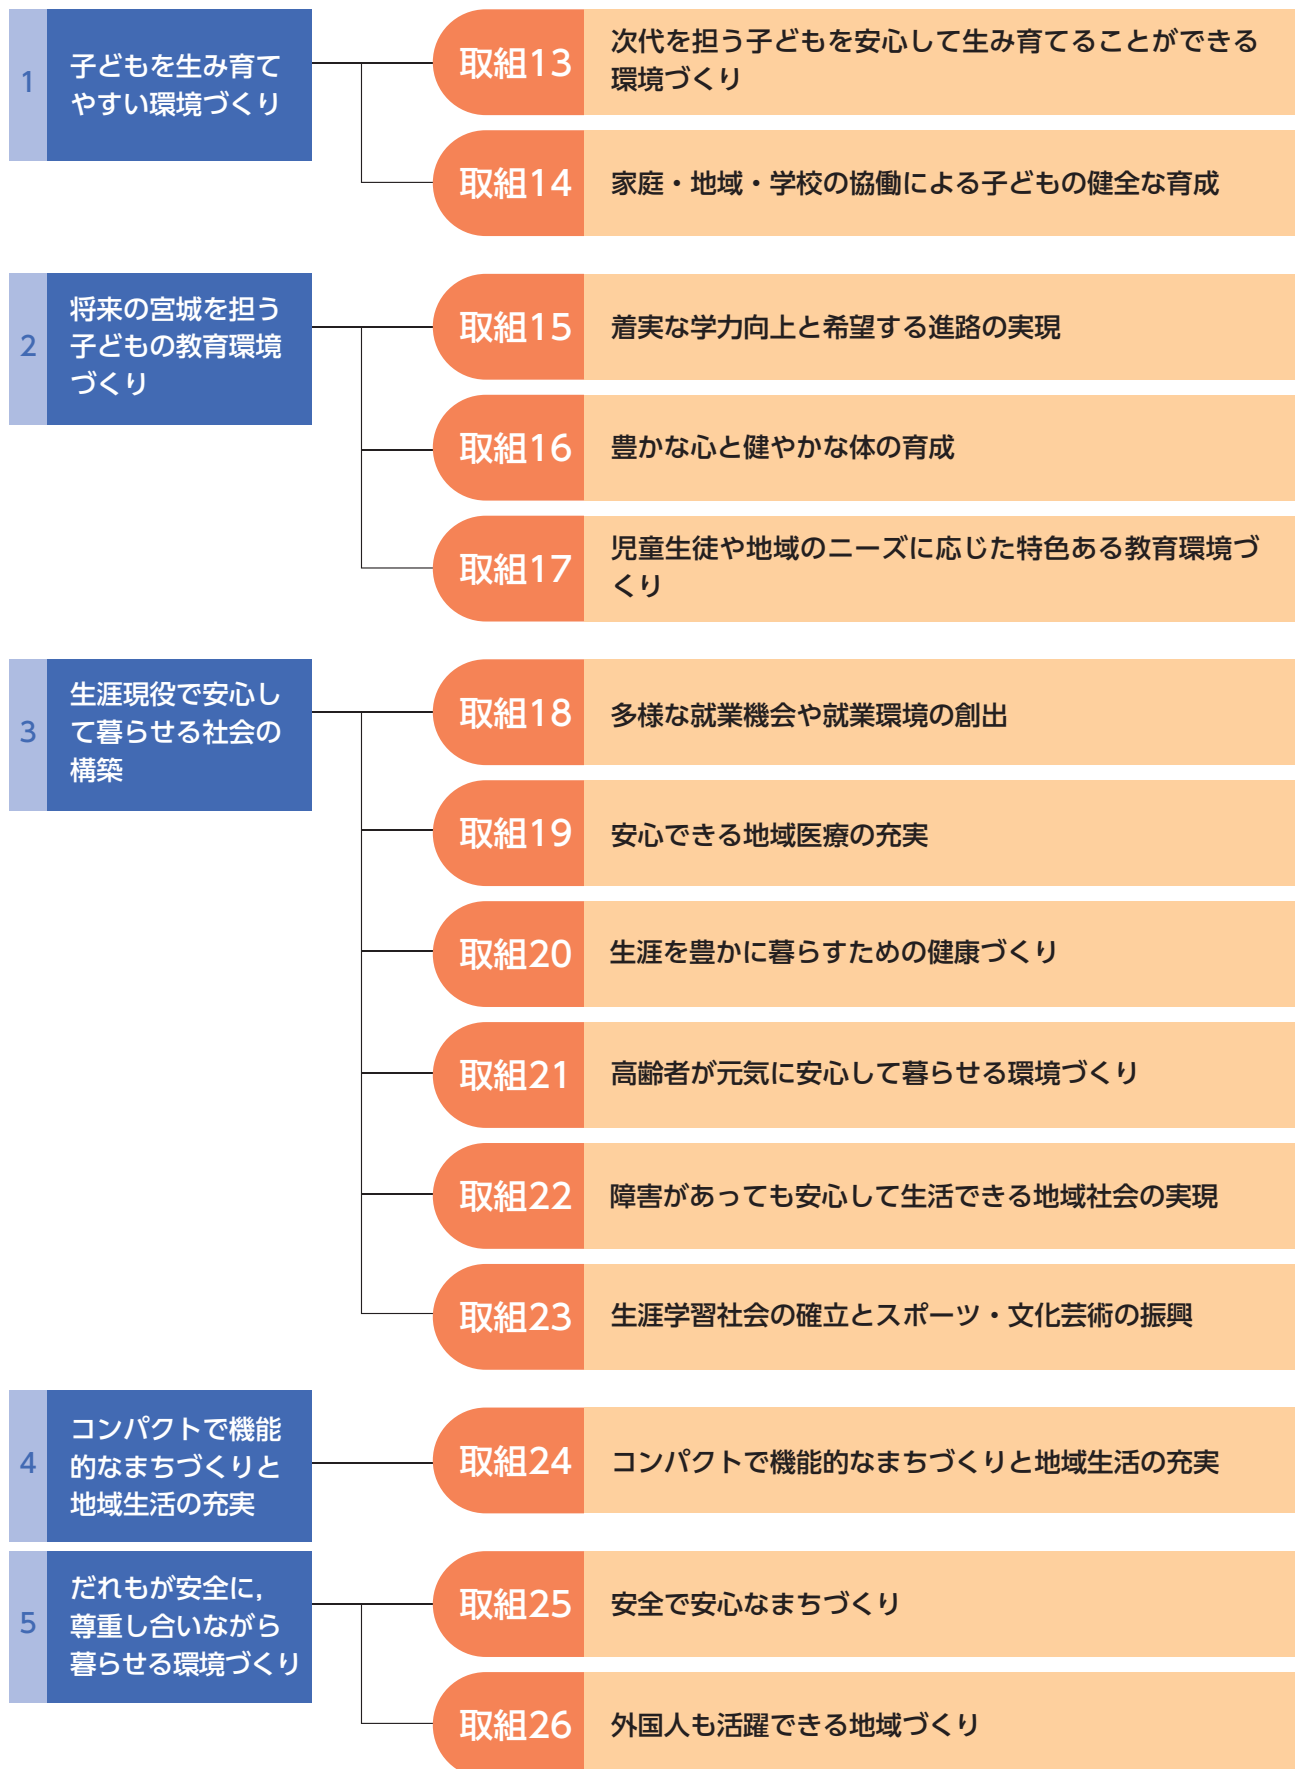 1
子どもを生み育て
やすい環境づくり
取組13
次代を担う子どもを安心して生み育てることができる
環境づくり
取組14
家庭・地域・学校の協働による子どもの健全な育成
2
将来の宮城を担う
子どもの教育環境
づくり
取組15
着実な学力向上と希望する進路の実現
取組16
豊かな心と健やかな体の育成
取組17
児童生徒や地域のニーズに応じた特色ある教育環境づ
くり
3
生涯現役で安心し
て暮らせる社会の
構築
取組18
多様な就業機会や就業環境の創出
取組19
安心できる地域医療の充実
取組20
生涯を豊かに暮らすための健康づくり
取組21
高齢者が元気に安心して暮らせる環境づくり
取組22
障害があっても安心して生活できる地域社会の実現
取組23
生涯学習社会の確立とスポーツ・文化芸術の振興
4
コンパクトで機能
的なまちづくりと
地域生活の充実
取組24
コンパクトで機能的なまちづくりと地域生活の充実
5
だれもが安全に,
尊重し合いながら
暮らせる環境づくり
取組25
安全で安心なまちづくり
取組26
外国人も活躍できる地域づくり